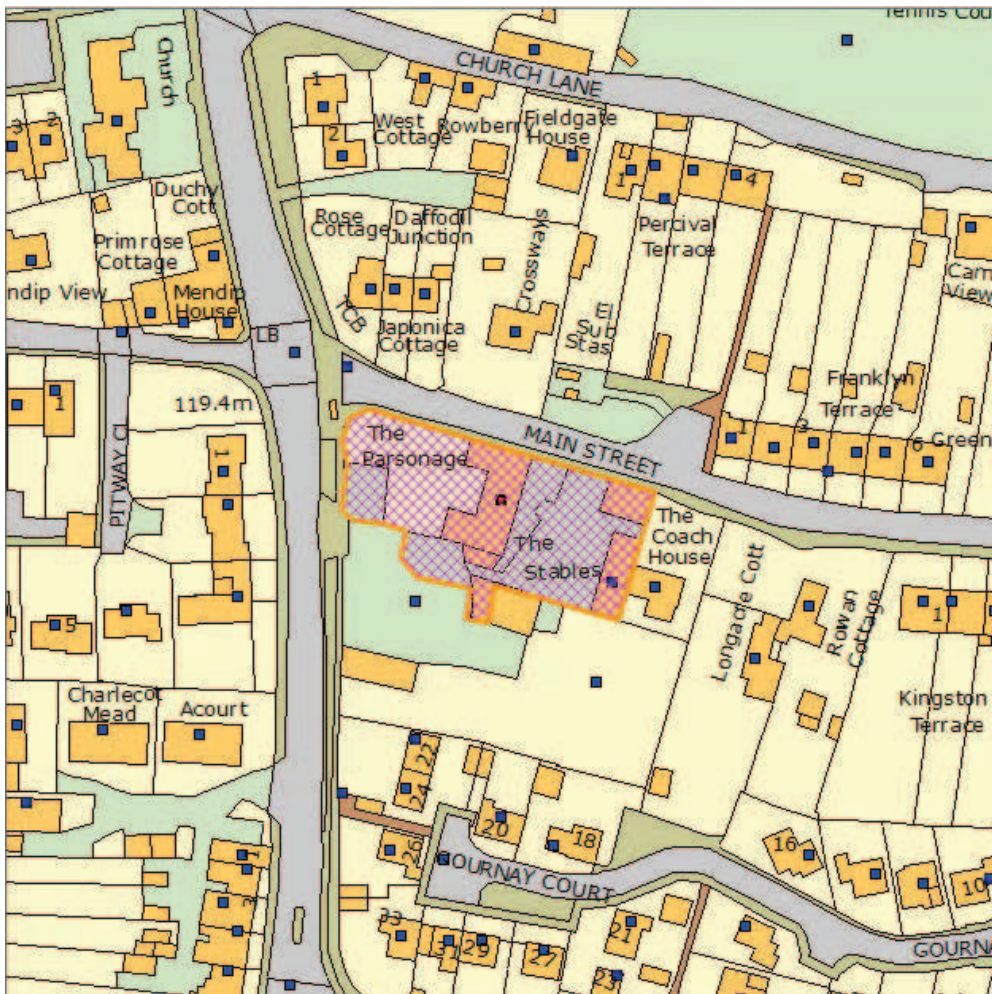 Tennis Cou
Church
CHURCH LANE
1
2
3
2
West
Cottage
Rowberry
Fieldgate
House
1
4
Duchy
Cott
Rose
Cottage
Daffodil
Junction
Crossways
Percival
Terrace
Primrose
Cottage
ndip View
Mendip
House
TCB
LB
Japonica
Cottage
El
Sub
Stas
Cam
View
1
119.4m
Franklyn
Terrace
1
6
Green
The
Parsonage
MAIN STREET
PITWAY CL
1
The
Stables
The
Coach
House
Longacre Cott
Rowan
Cottage
1
5
Charlecot
Mead
Acourt
Kingston
Terrace
22
24
20
18
26
16
GOURNAY COURT
10
33
31
29
27
21
23
GOURNA